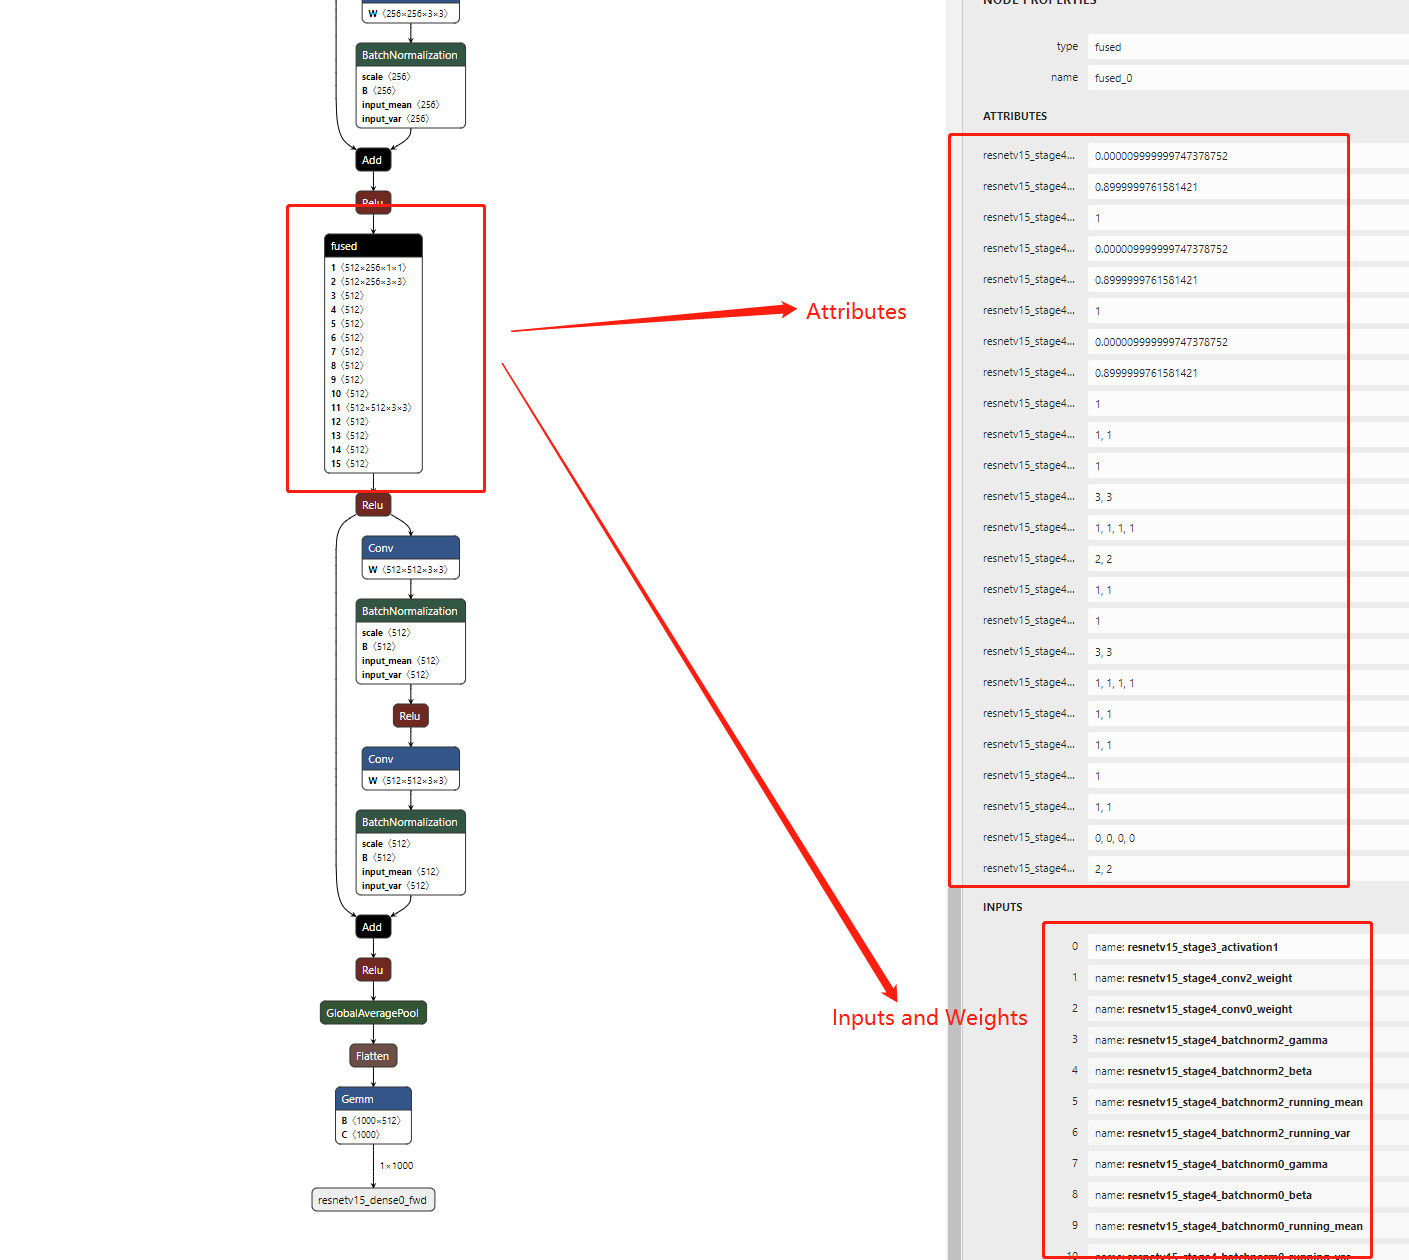 W ⟨256×256×3×3⟩
BatchNormalization
scale ⟨256⟩
B ⟨256⟩
input_mean ⟨256⟩
input_var ⟨256⟩
Add
Relu
fused
1 ⟨512×256×1×1⟩
2 ⟨512×256×3×3⟩
3 ⟨512⟩
4 ⟨512⟩
5 ⟨512⟩
6 ⟨512⟩
7 ⟨512⟩
8 ⟨512⟩
9 ⟨512⟩
10 ⟨512⟩
11 ⟨512×512×3×3⟩
12 ⟨512⟩
13 ⟨512⟩
14 ⟨512⟩
15 ⟨512⟩
Relu
Conv
W ⟨512×512×3×3⟩
BatchNormalization
scale ⟨512⟩
B ⟨512⟩
input_mean ⟨512⟩
input_var ⟨512⟩
Relu
Conv
W ⟨512×512×3×3⟩
BatchNormalization
scale ⟨512⟩
B ⟨512⟩
input_mean ⟨512⟩
input_var ⟨512⟩
Add
Relu
GlobalAveragePool
Flatten
Gemm
B ⟨1000×512⟩
C ⟨1000⟩
1×1000
resnetv15_dense0_fwd
Attributes
Inputs and Weights
NODE PROPERTIES
type fused
name fused_0
ATTRIBUTES
resnetv15_stage4... 0.000009999999747378752
resnetv15_stage4... 0.8999999761581421
resnetv15_stage4... 1
resnetv15_stage4... 0.000009999999747378752
resnetv15_stage4... 0.8999999761581421
resnetv15_stage4... 1
resnetv15_stage4... 0.000009999999747378752
resnetv15_stage4... 0.8999999761581421
resnetv15_stage4... 1
resnetv15_stage4... 1, 1
resnetv15_stage4... 1
resnetv15_stage4... 3, 3
resnetv15_stage4... 1, 1, 1, 1
resnetv15_stage4... 2, 2
resnetv15_stage4... 1, 1
resnetv15_stage4... 1
resnetv15_stage4... 3, 3
resnetv15_stage4... 1, 1, 1, 1
resnetv15_stage4... 1, 1
resnetv15_stage4... 1, 1
resnetv15_stage4... 1
resnetv15_stage4... 1, 1
resnetv15_stage4... 0, 0, 0, 0
resnetv15_stage4... 2, 2
INPUTS
0 name: resnetv15_stage3_activation1
1 name: resnetv15_stage4_conv2_weight
2 name: resnetv15_stage4_conv0_weight
3 name: resnetv15_stage4_batchnorm2_gamma
4 name: resnetv15_stage4_batchnorm2_beta
5 name: resnetv15_stage4_batchnorm2_running_mean
6 name: resnetv15_stage4_batchnorm2_running_var
7 name: resnetv15_stage4_batchnorm0_gamma
8 name: resnetv15_stage4_batchnorm0_beta
9 name: resnetv15_stage4_batchnorm0_running_mean
10 name: resnetv15_stage4_batchnorm0_running_var